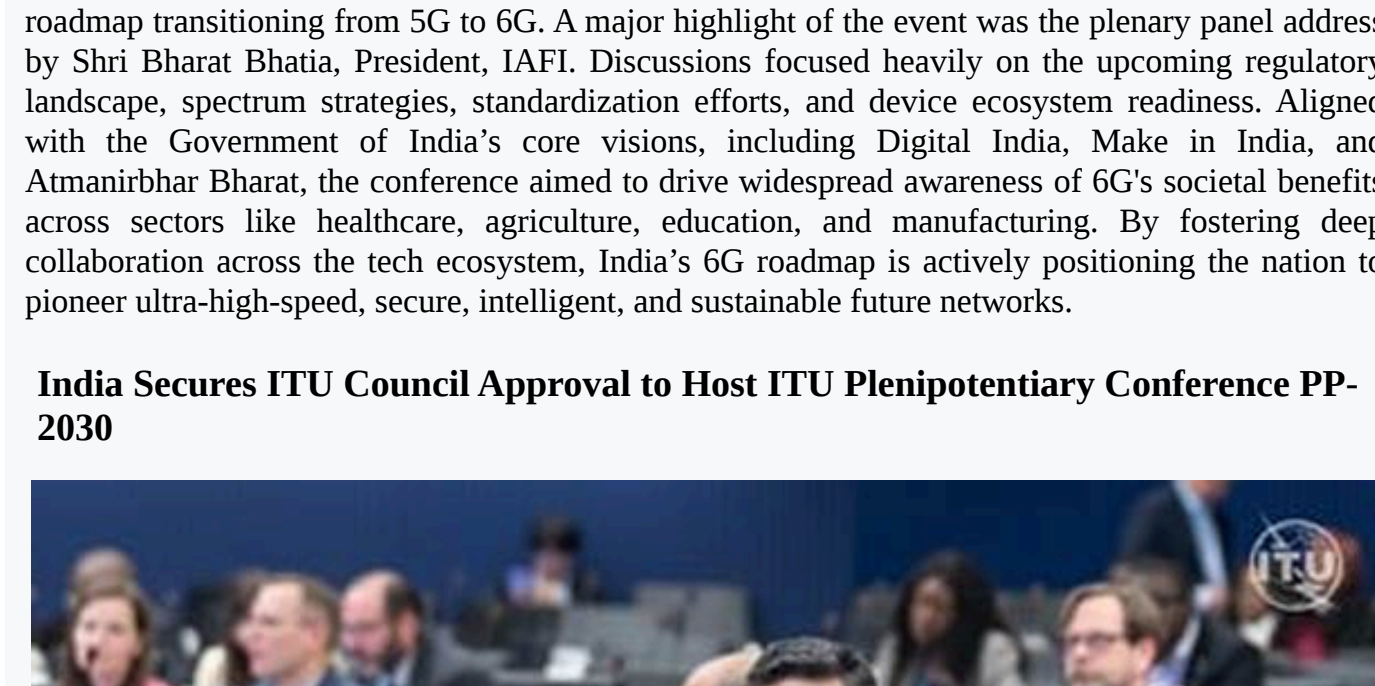 roadmap transitioning from 5G to 6G. A major highlight of the event was the plenary panel address
by Shri Bharat Bhatia, President, IAFI. Discussions focused heavily on the upcoming regulatory
landscape, spectrum strategies, standardization efforts, and device ecosystem readiness. Aligned
with the Government of India’s core visions, including Digital India, Make in India, and
Atmanirbhar Bharat, the conference aimed to drive widespread awareness of 6G's societal benefits
across sectors like healthcare, agriculture, education, and manufacturing. By fostering deep
collaboration across the tech ecosystem, India’s 6G roadmap is actively positioning the nation to
pioneer ultra-high-speed, secure, intelligent, and sustainable future networks.
India Secures ITU Council Approval to Host ITU Plenipotentiary Conference PP-
2030
ITU